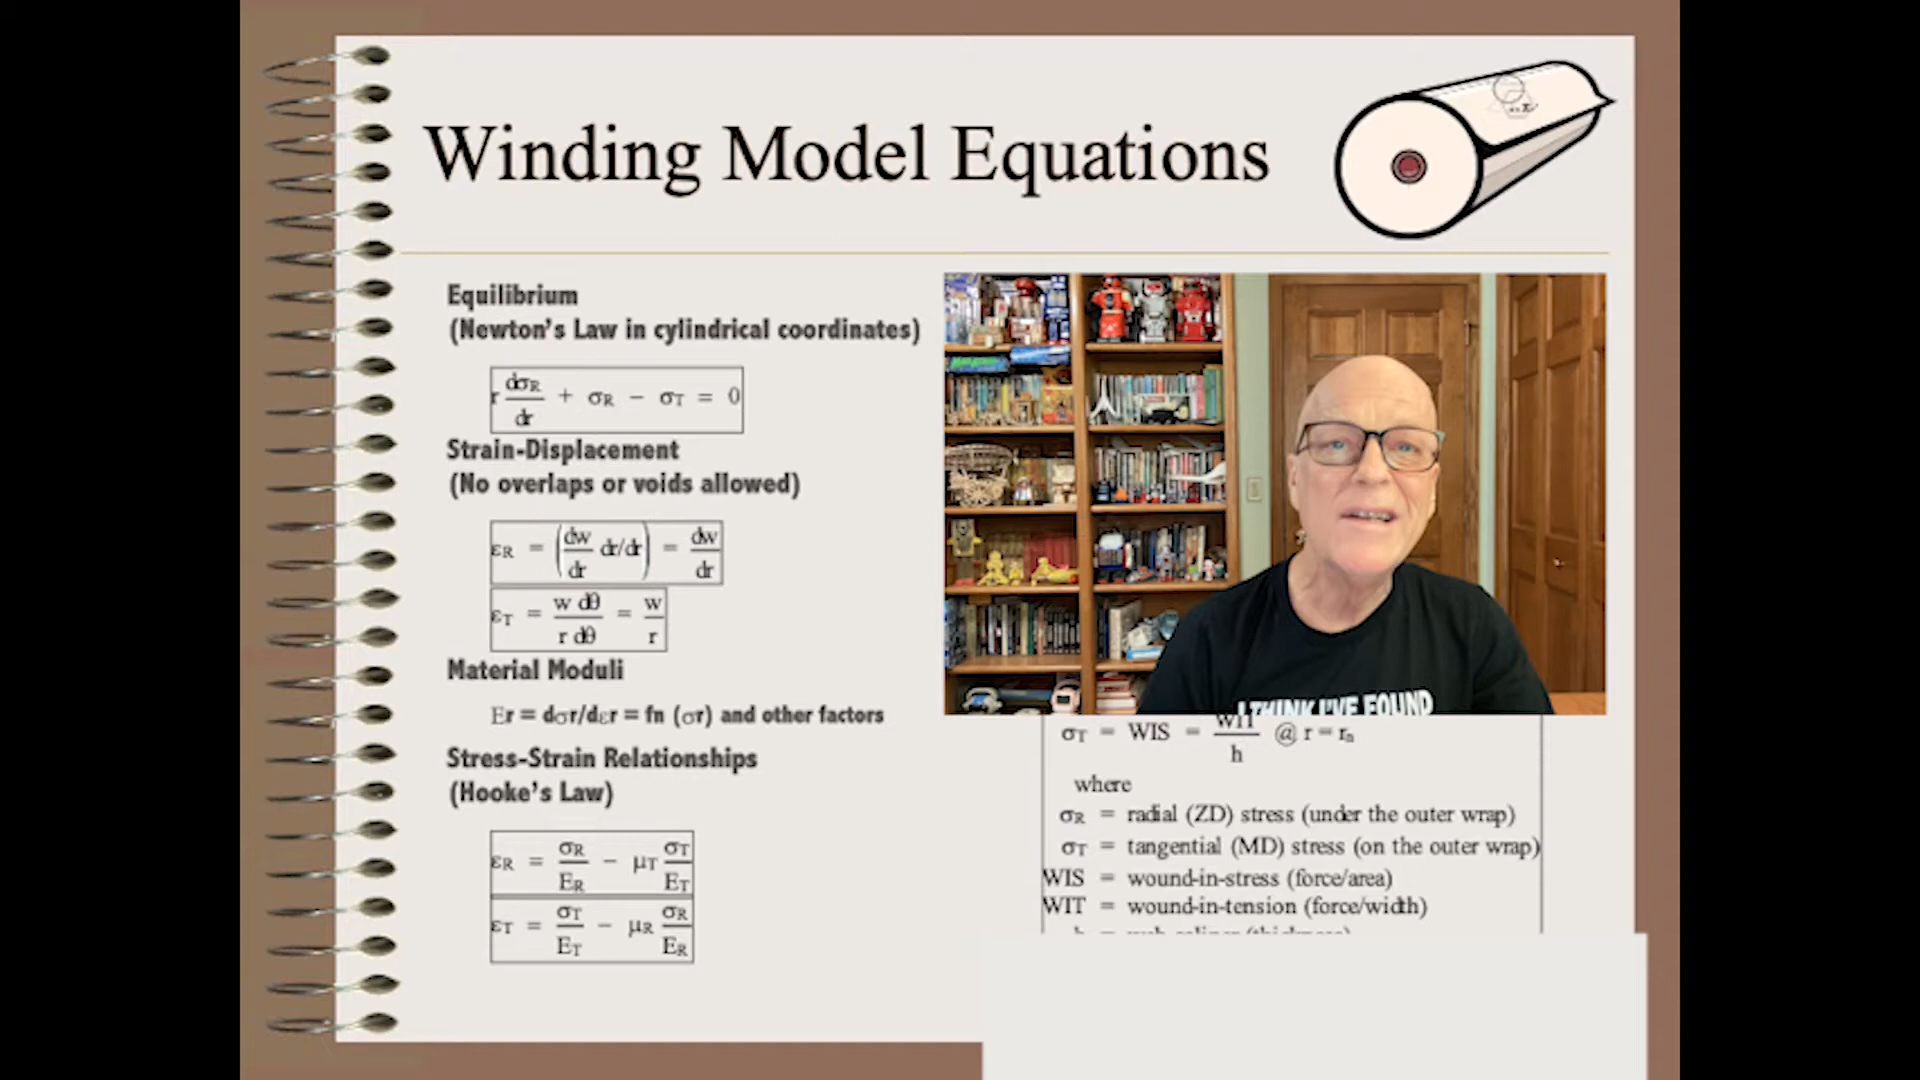 Winding Model Equations
Equilibrium
(Newton's Law in cylindrical coordinates)
r dσR/dr + σR − σT = 0
Strain-Displacement
(No overlaps or voids allowed)
εR = (dw/dr dr/dr) = dw/dr
εT = w dθ/r dθ = w/r
Material Moduli
Er = dσr/dεr = fn (σr) and other factors
Stress-Strain Relationships
(Hooke's Law)
εR = σR/ER − μT σT/ET
εT = σT/ET − μR σR/ER
I THINK I'VE FOUND
σT = WIS = WIT/h @ r = rn
where
σR = radial (ZD) stress (under the outer wrap)
σT = tangential (MD) stress (on the outer wrap)
WIS = wound-in-stress (force/area)
WIT = wound-in-tension (force/width)